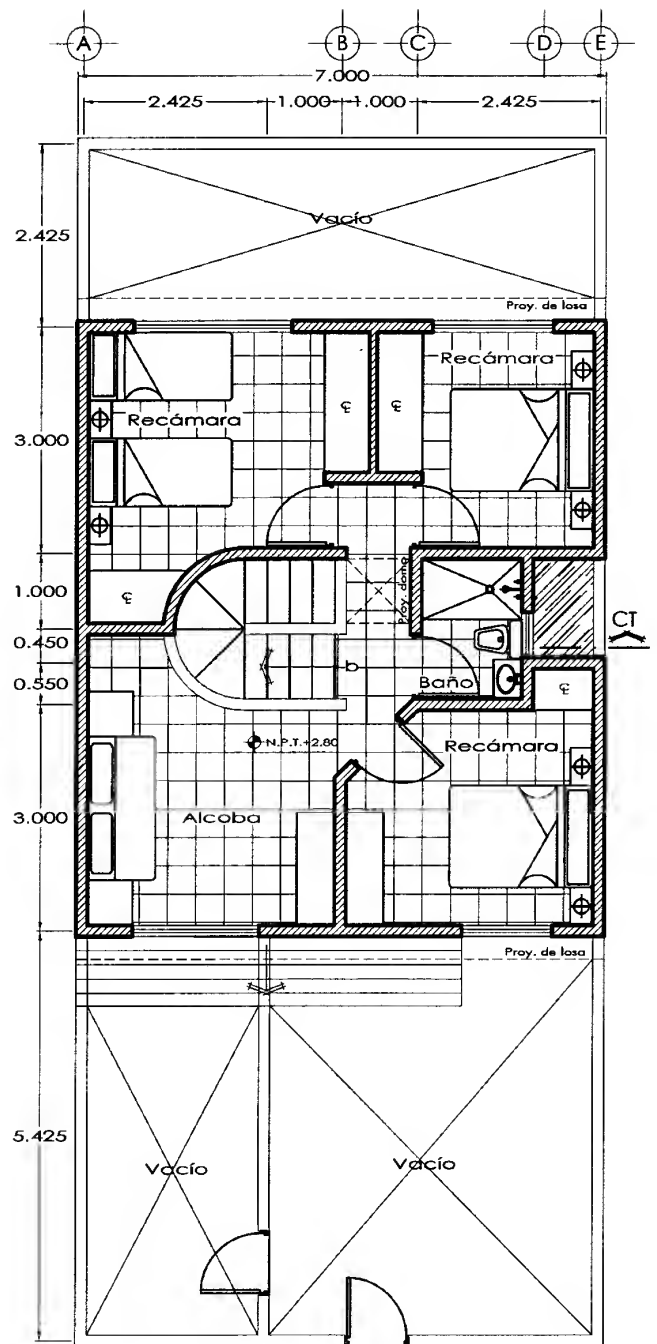 A B C D E
7.000
2.425 1.000 1.000 2.425
Vacío
2.425
Proy. de losa
Recámara
Recámara
3.000
1.000
Proy. domo
CT
0.450
b
0.550
Baño
N.P.T.+2.80
Recámara
Alcoba
3.000
Proy. de losa
5.425
Vacío
Vacío